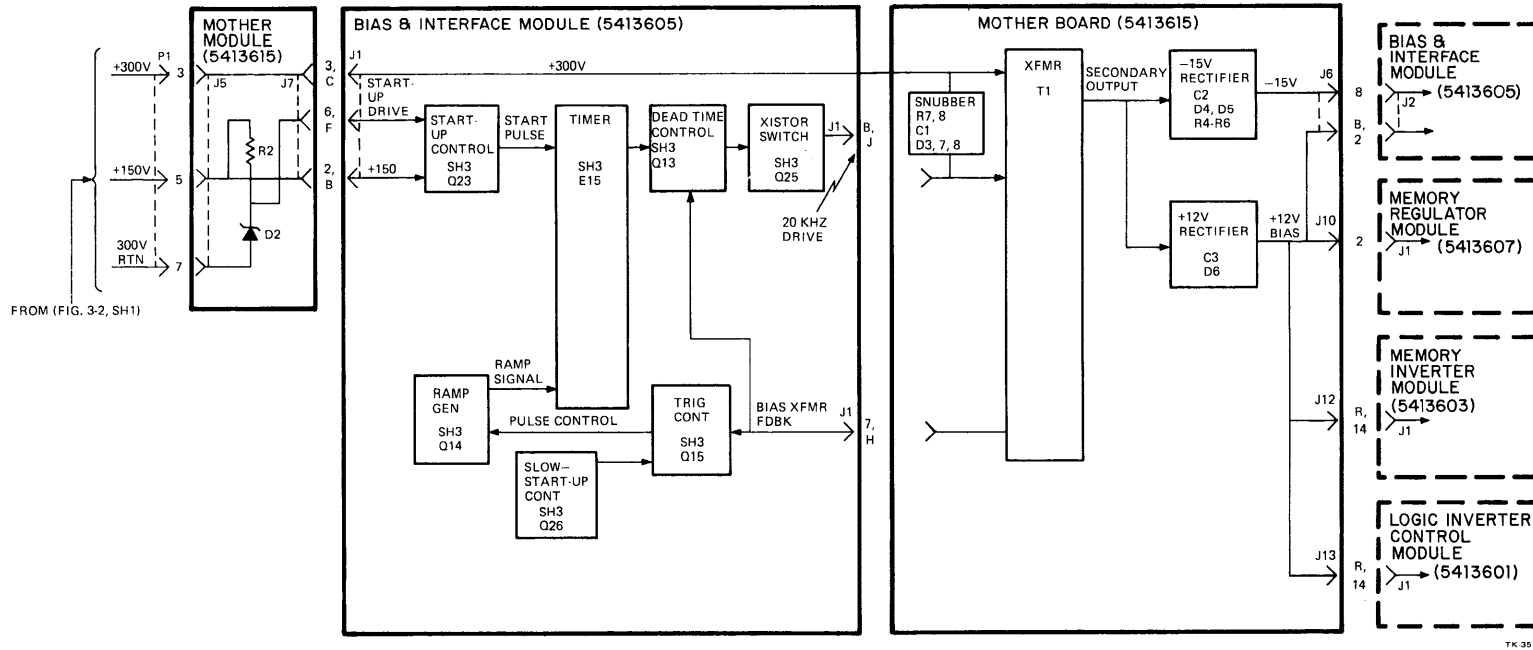 MOTHER
MODULE
(5413615)
P1
+300V
3
J5
J7
3,
C
6,
F
R2
+150V
5
2,
B
D2
300V
RTN
7
FROM (FIG. 3-2, SH1)
BIAS & INTERFACE MODULE (5413605)
J1
+300V
START-
UP
DRIVE
+150
START-
UP
CONTROL
SH3
Q23
START
PULSE
TIMER
SH3
E15
DEAD TIME
CONTROL
SH3
Q13
XISTOR
SWITCH
SH3
Q25
J1
B,
J
20 KHZ
DRIVE
RAMP
SIGNAL
RAMP
GEN
SH3
Q14
PULSE CONTROL
TRIG
CONT
SH3
Q15
BIAS XFMR
FDBK
J1
7,
H
SLOW-
START-UP
CONT
SH3
Q26
MOTHER BOARD (5413615)
SNUBBER
R7, 8
C1
D3, 7, 8
XFMR
T1
SECONDARY
OUTPUT
-15V
RECTIFIER
C2
D4, D5
R4-R6
-15V
J6
8
B,
2
+12V
RECTIFIER
C3
D6
+12V
BIAS
J10
2
J12
R,
14
J13
R,
14
BIAS &
INTERFACE
MODULE
(5413605)
J2
MEMORY
REGULATOR
MODULE
(5413607)
J1
MEMORY
INVERTER
MODULE
(5413603)
J1
LOGIC INVERTER
CONTROL
MODULE
(5413601)
J1
TK-35